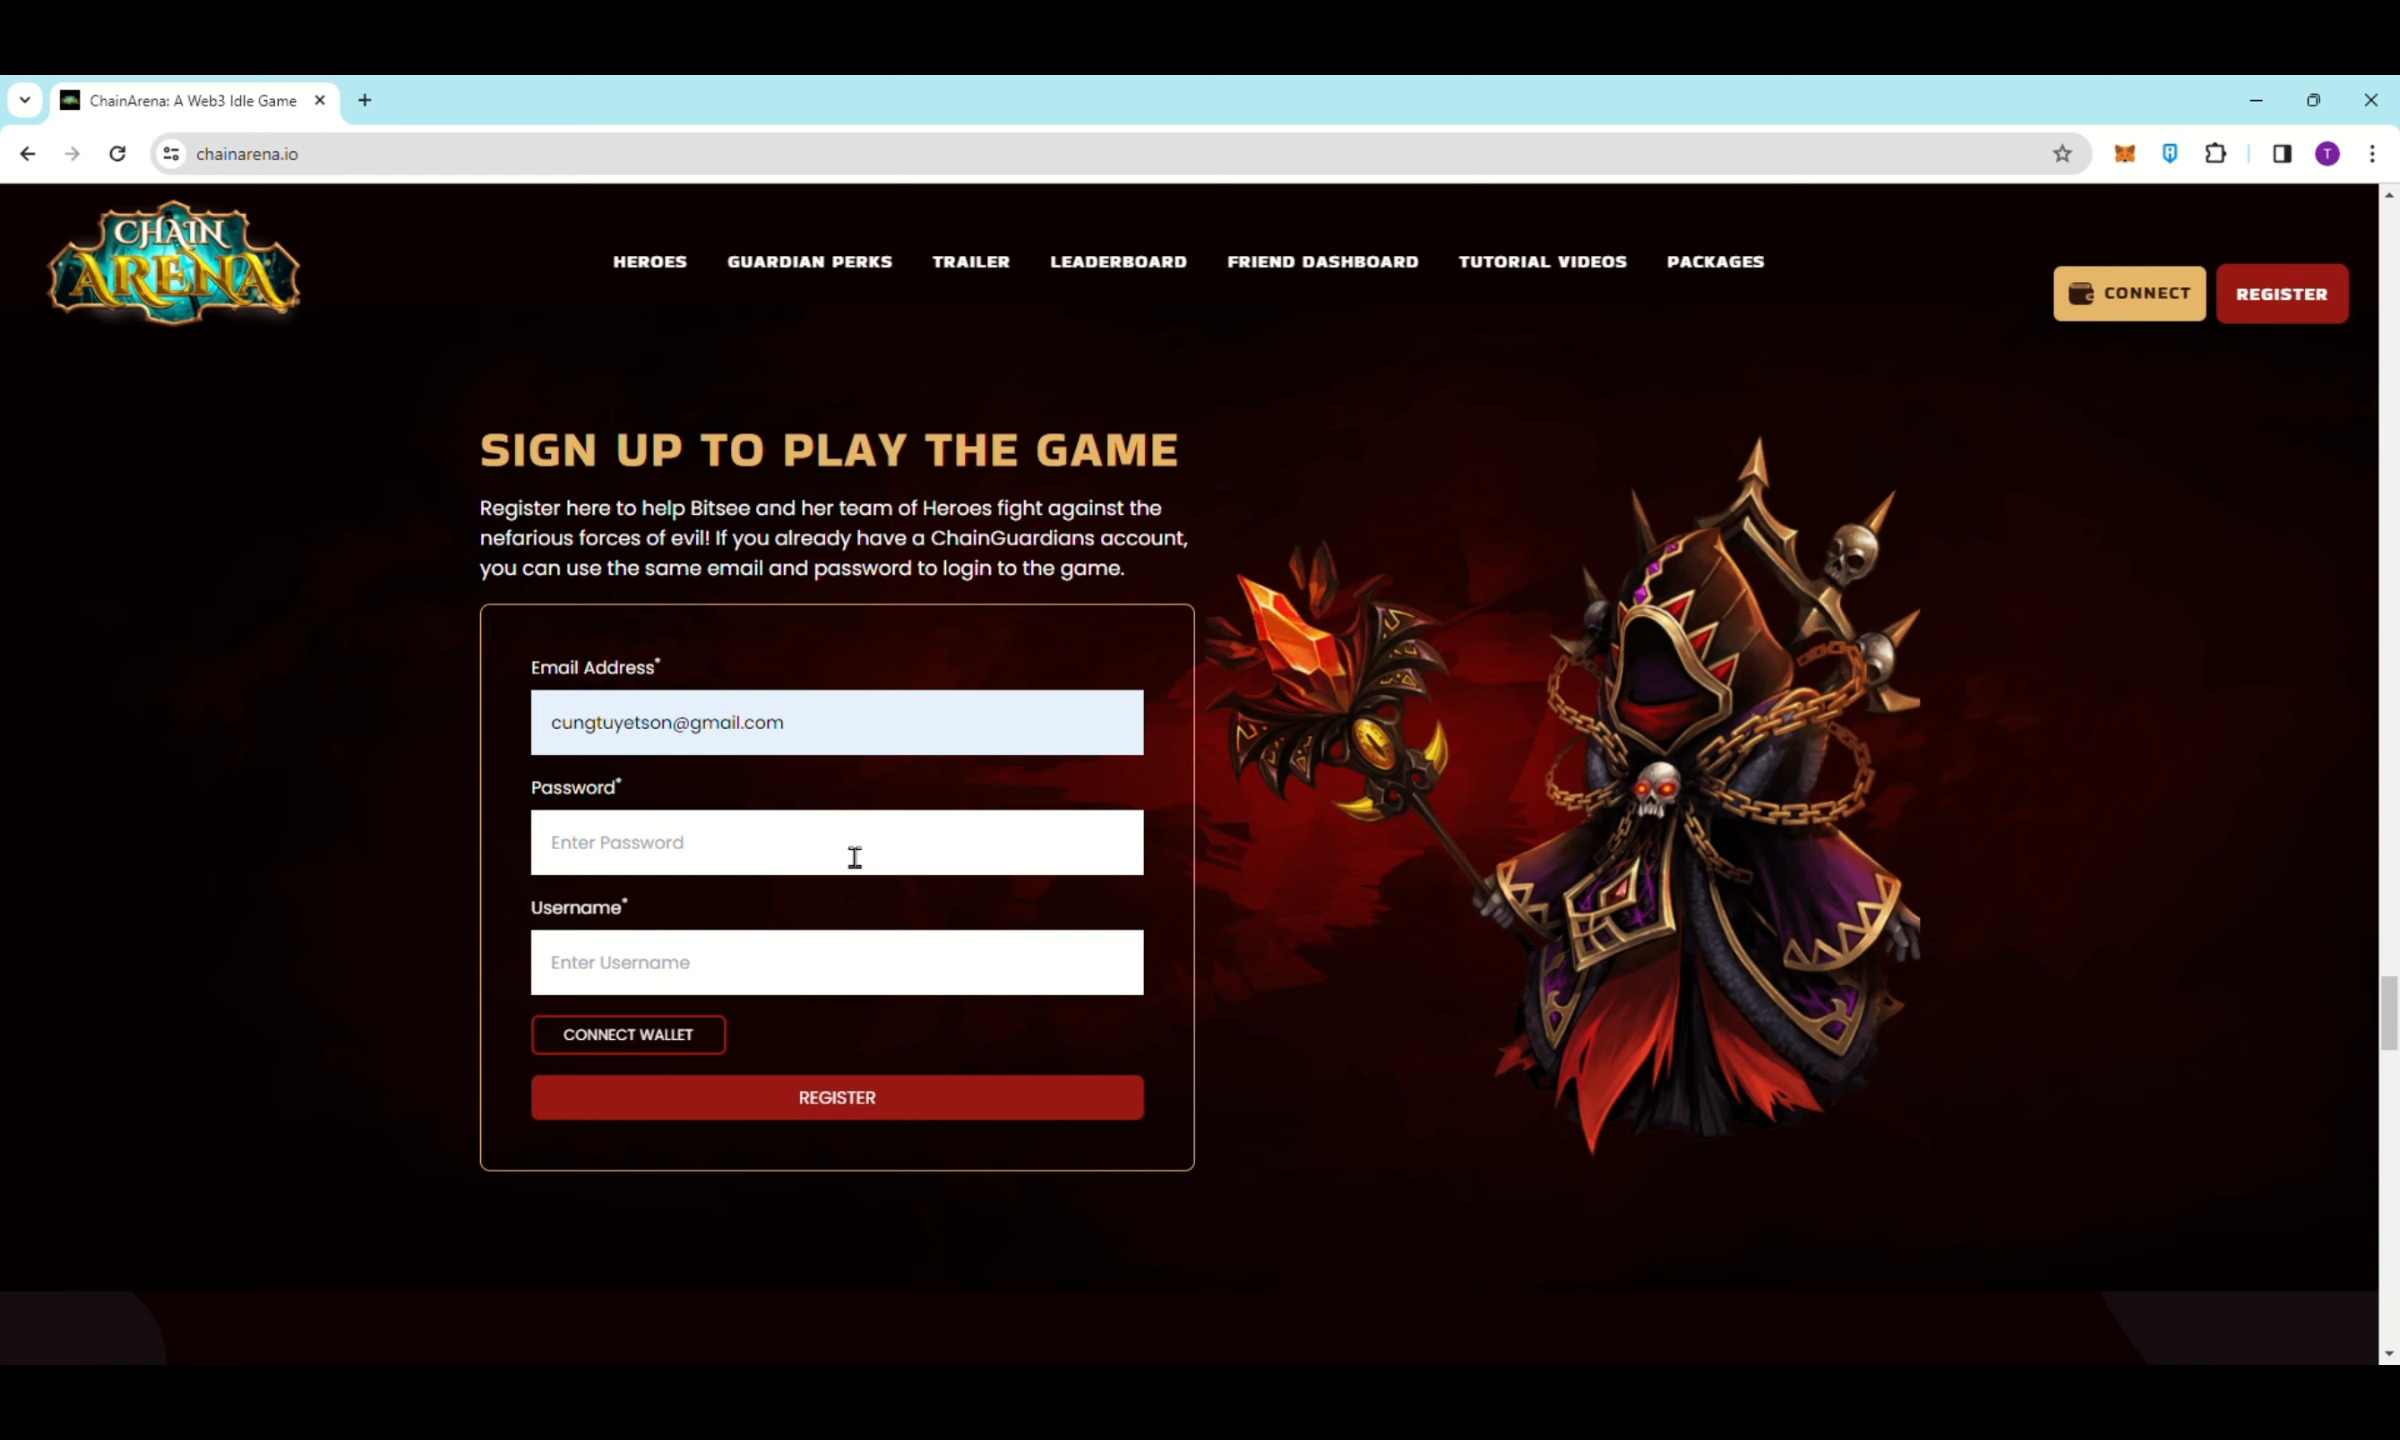 ChainArena: A Web3 Idle Game
chainarena.io
T
CHAIN
ARENA
HEROES
GUARDIAN PERKS
TRAILER
LEADERBOARD
FRIEND DASHBOARD
TUTORIAL VIDEOS
PACKAGES
CONNECT
REGISTER
SIGN UP TO PLAY THE GAME
Register here to help Bitsee and her team of Heroes fight against the
nefarious forces of evil! If you already have a ChainGuardians account,
you can use the same email and password to login to the game.
Email Address*
cungtuyetson@gmail.com
Password*
Enter Password
Username*
Enter Username
CONNECT WALLET
REGISTER